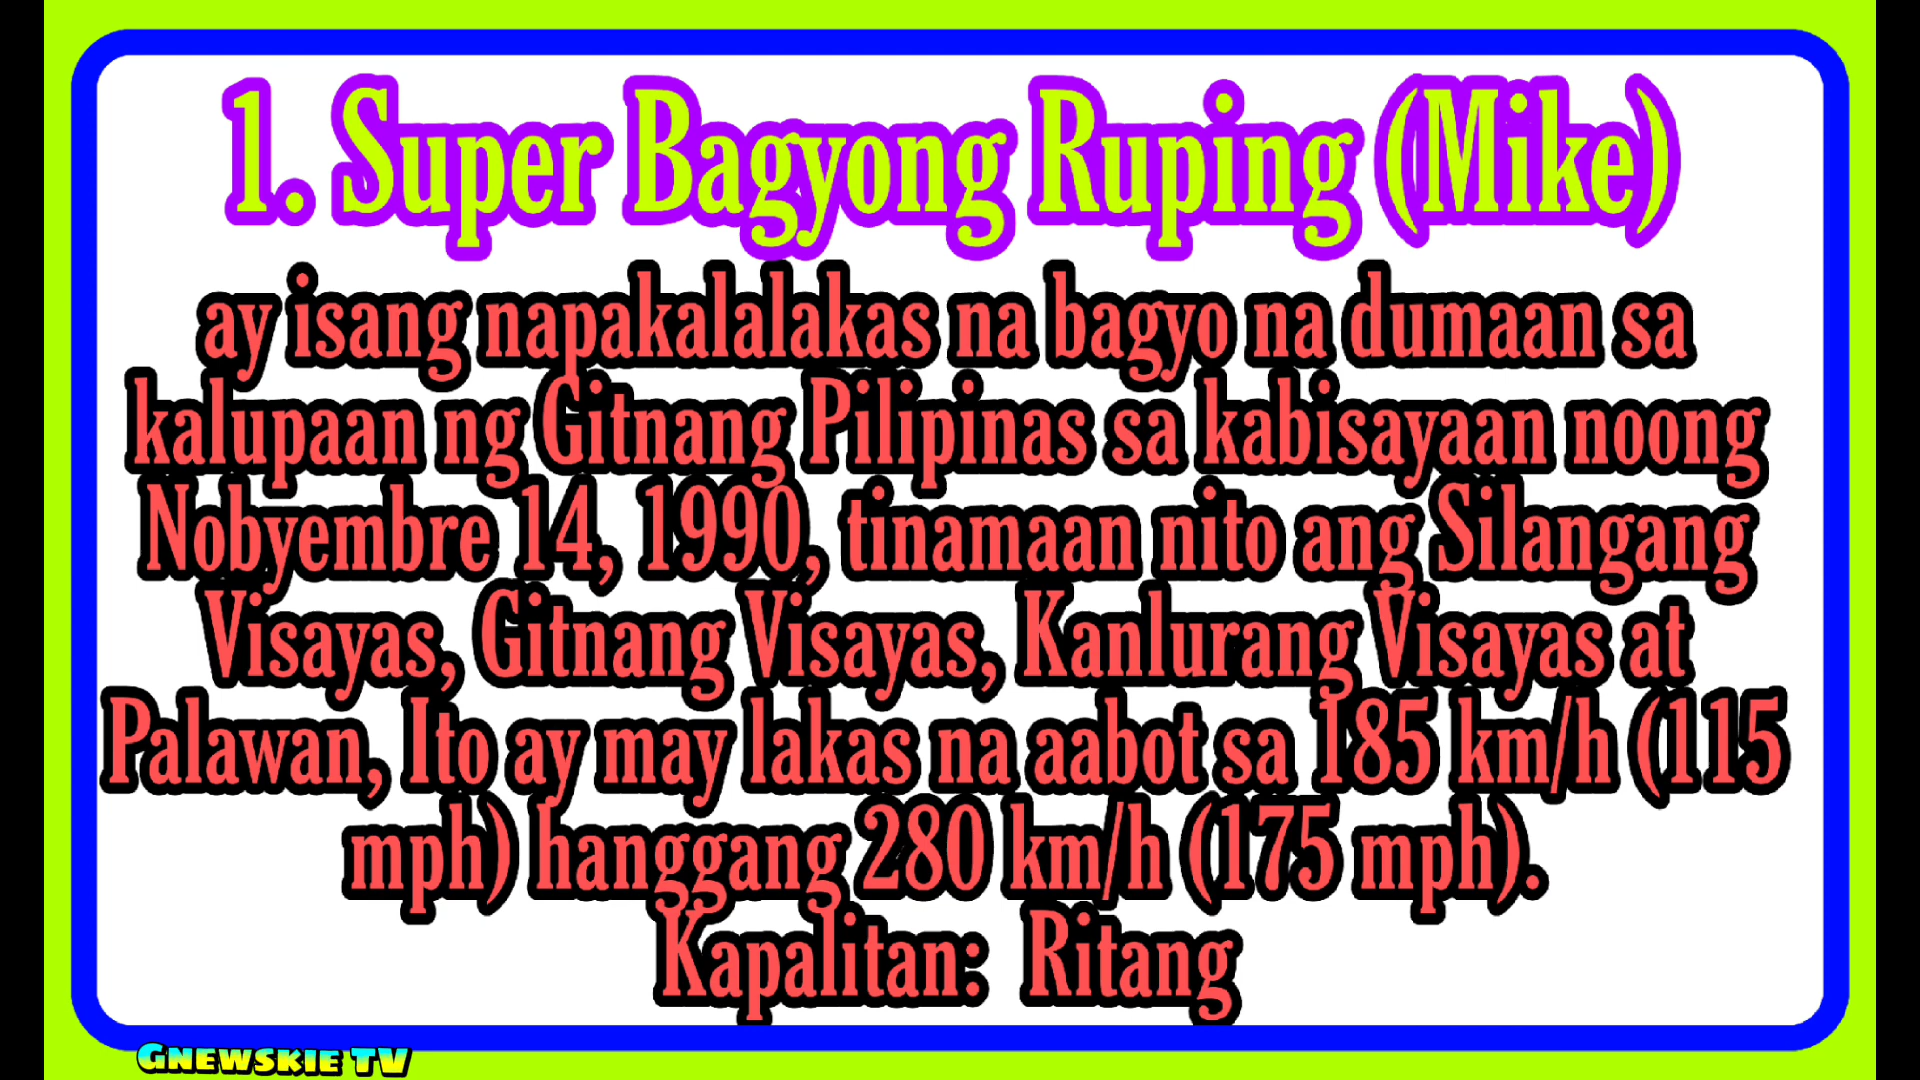 1. Super Bagyong Ruping (Mike)
ay isang napakalalakas na bagyo na dumaan sa
kalupaan ng Gitnang Pilipinas sa kabisayaan noong
Nobyembre 14, 1990, tinamaan nito ang Silangang
Visayas, Gitnang Visayas, Kanlurang Visayas at
Palawan, Ito ay may lakas na aabot sa 185 km/h (115
mph) hanggang 280 km/h (175 mph).
Kapalitan: Ritang
GNEWSKIE TV